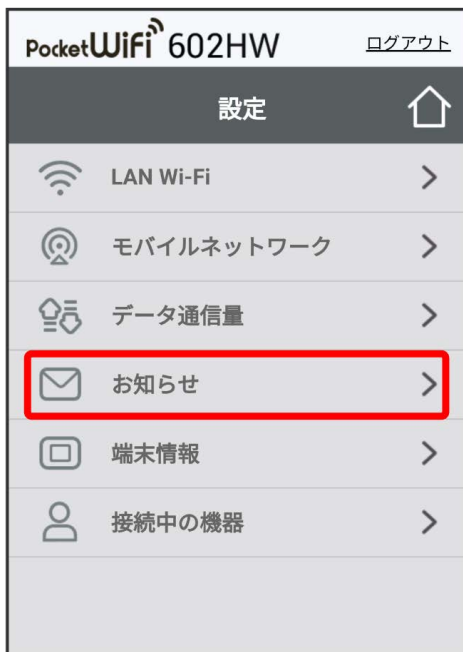 PocketWiFi 602HW
ログアウト
設定
LAN Wi-Fi
モバイルネットワーク
データ通信量
お知らせ
端末情報
接続中の機器